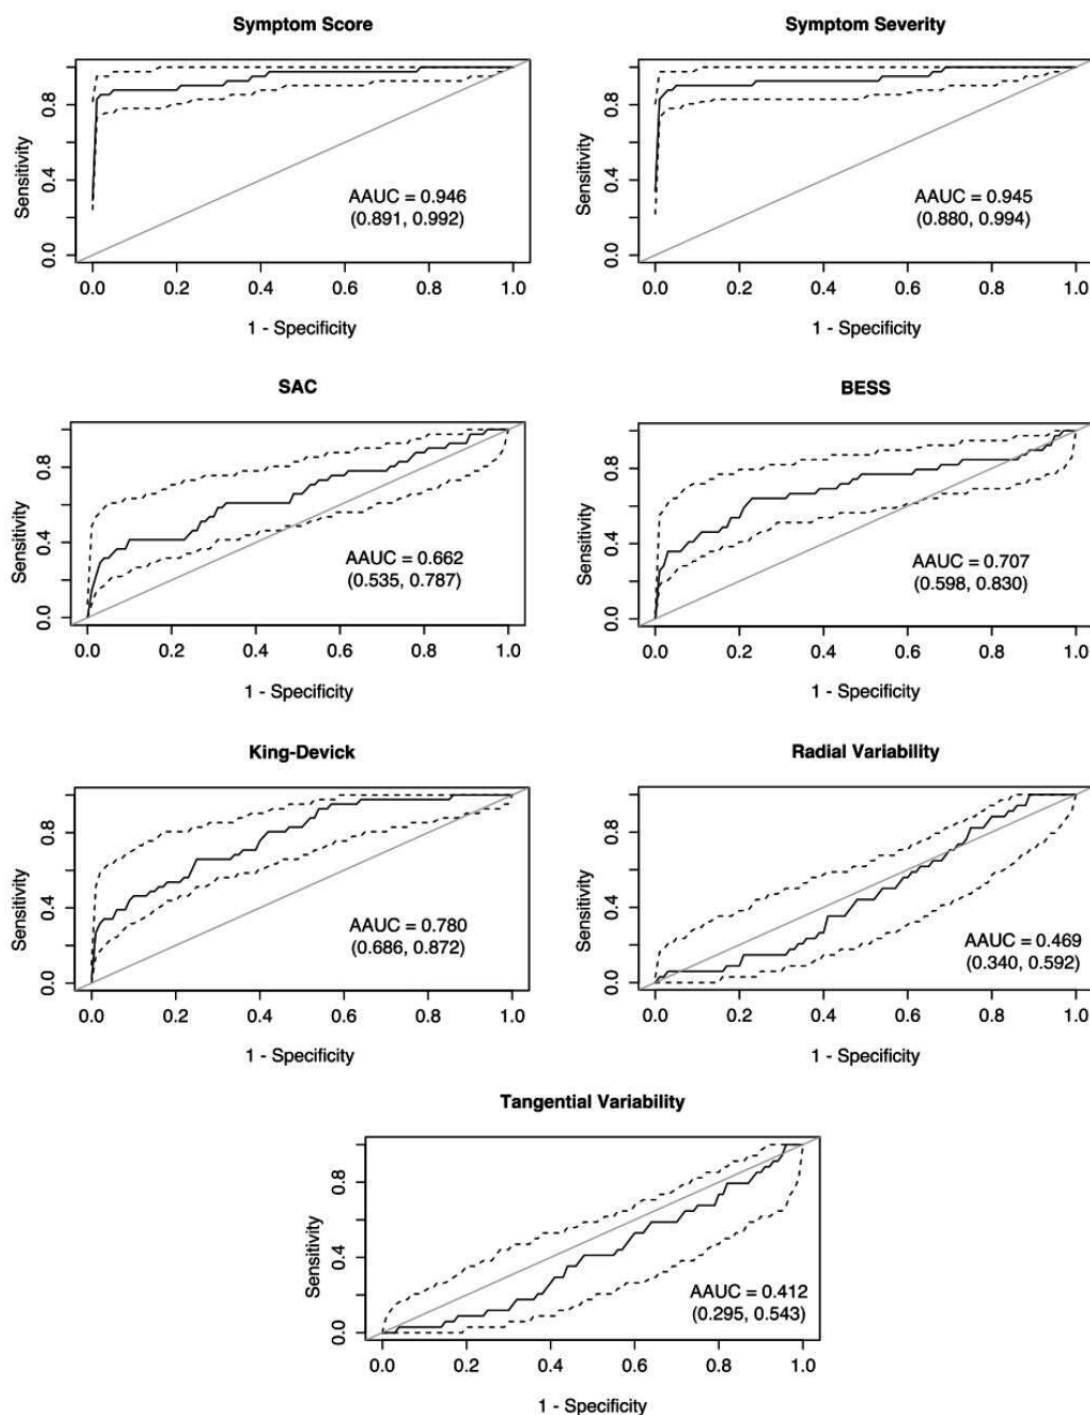 Symptom Score
Sensitivity
0.0 0.4 0.8
AAUC = 0.946
(0.891, 0.992)
0.0 0.2 0.4 0.6 0.8 1.0
1 - Specificity
Symptom Severity
Sensitivity
0.0 0.4 0.8
AAUC = 0.945
(0.880, 0.994)
0.0 0.2 0.4 0.6 0.8 1.0
1 - Specificity
SAC
Sensitivity
0.0 0.4 0.8
AAUC = 0.662
(0.535, 0.787)
0.0 0.2 0.4 0.6 0.8 1.0
1 - Specificity
BESS
Sensitivity
0.0 0.4 0.8
AAUC = 0.707
(0.598, 0.830)
0.0 0.2 0.4 0.6 0.8 1.0
1 - Specificity
King-Devick
Sensitivity
0.0 0.4 0.8
AAUC = 0.780
(0.686, 0.872)
0.0 0.2 0.4 0.6 0.8 1.0
1 - Specificity
Radial Variability
Sensitivity
0.0 0.4 0.8
AAUC = 0.469
(0.340, 0.592)
0.0 0.2 0.4 0.6 0.8 1.0
1 - Specificity
Tangential Variability
Sensitivity
0.0 0.4 0.8
AAUC = 0.412
(0.295, 0.543)
0.0 0.2 0.4 0.6 0.8 1.0
1 - Specificity